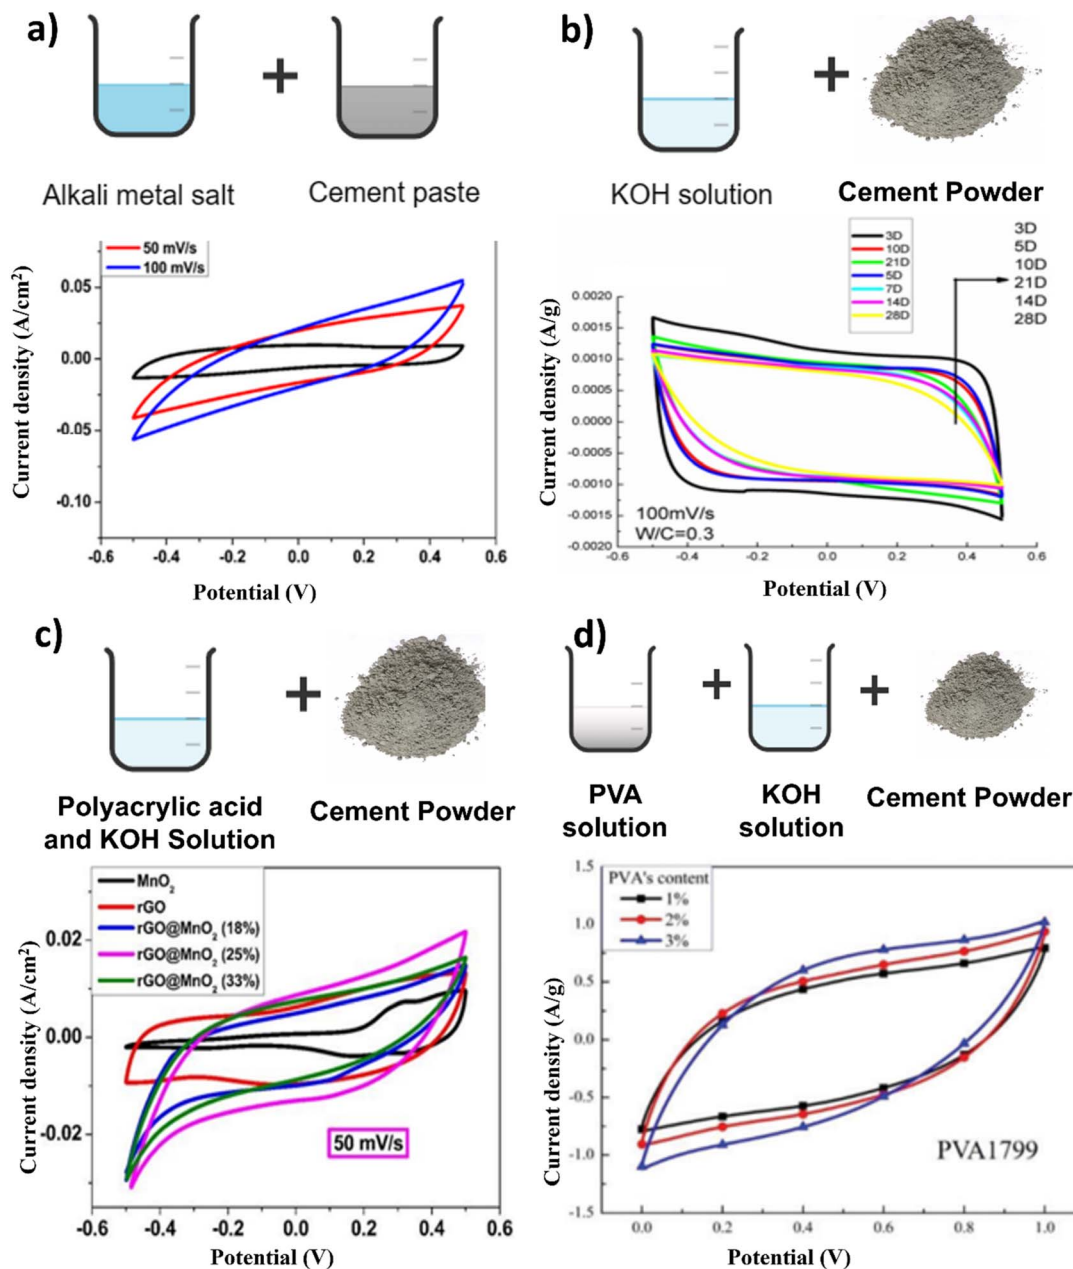 a)
+
Alkali metal salt
Cement paste
50 mV/s
100 mV/s
Current density (A/cm²)
0.05
0.00
-0.05
-0.10
-0.6 -0.4 -0.2 0.0 0.2 0.4 0.6
Potential (V)
b)
+
KOH solution
Cement Powder
3D
10D
21D
5D
7D
14D
28D
3D
5D
10D
21D
14D
28D
Current density (A/g)
0.0020
0.0015
0.0010
0.0005
0.0000
-0.0005
-0.0010
-0.0015
-0.0020
100mV/s
W/C=0.3
-0.6 -0.4 -0.2 0.0 0.2 0.4 0.6
Potential (V)
c)
+
Polyacrylic acid
and KOH Solution
Cement Powder
MnO₂
rGO
rGO@MnO₂ (18%)
rGO@MnO₂ (25%)
rGO@MnO₂ (33%)
Current density (A/cm²)
0.02
0.00
-0.02
50 mV/s
-0.6 -0.4 -0.2 0.0 0.2 0.4 0.6
Potential (V)
d)
+
+
PVA
solution
KOH
solution
Cement Powder
PVA's content
1%
2%
3%
Current density (A/g)
1.5
1.0
0.5
0.0
-0.5
-1.0
-1.5
PVA1799
0.0 0.2 0.4 0.6 0.8 1.0
Potential (V)